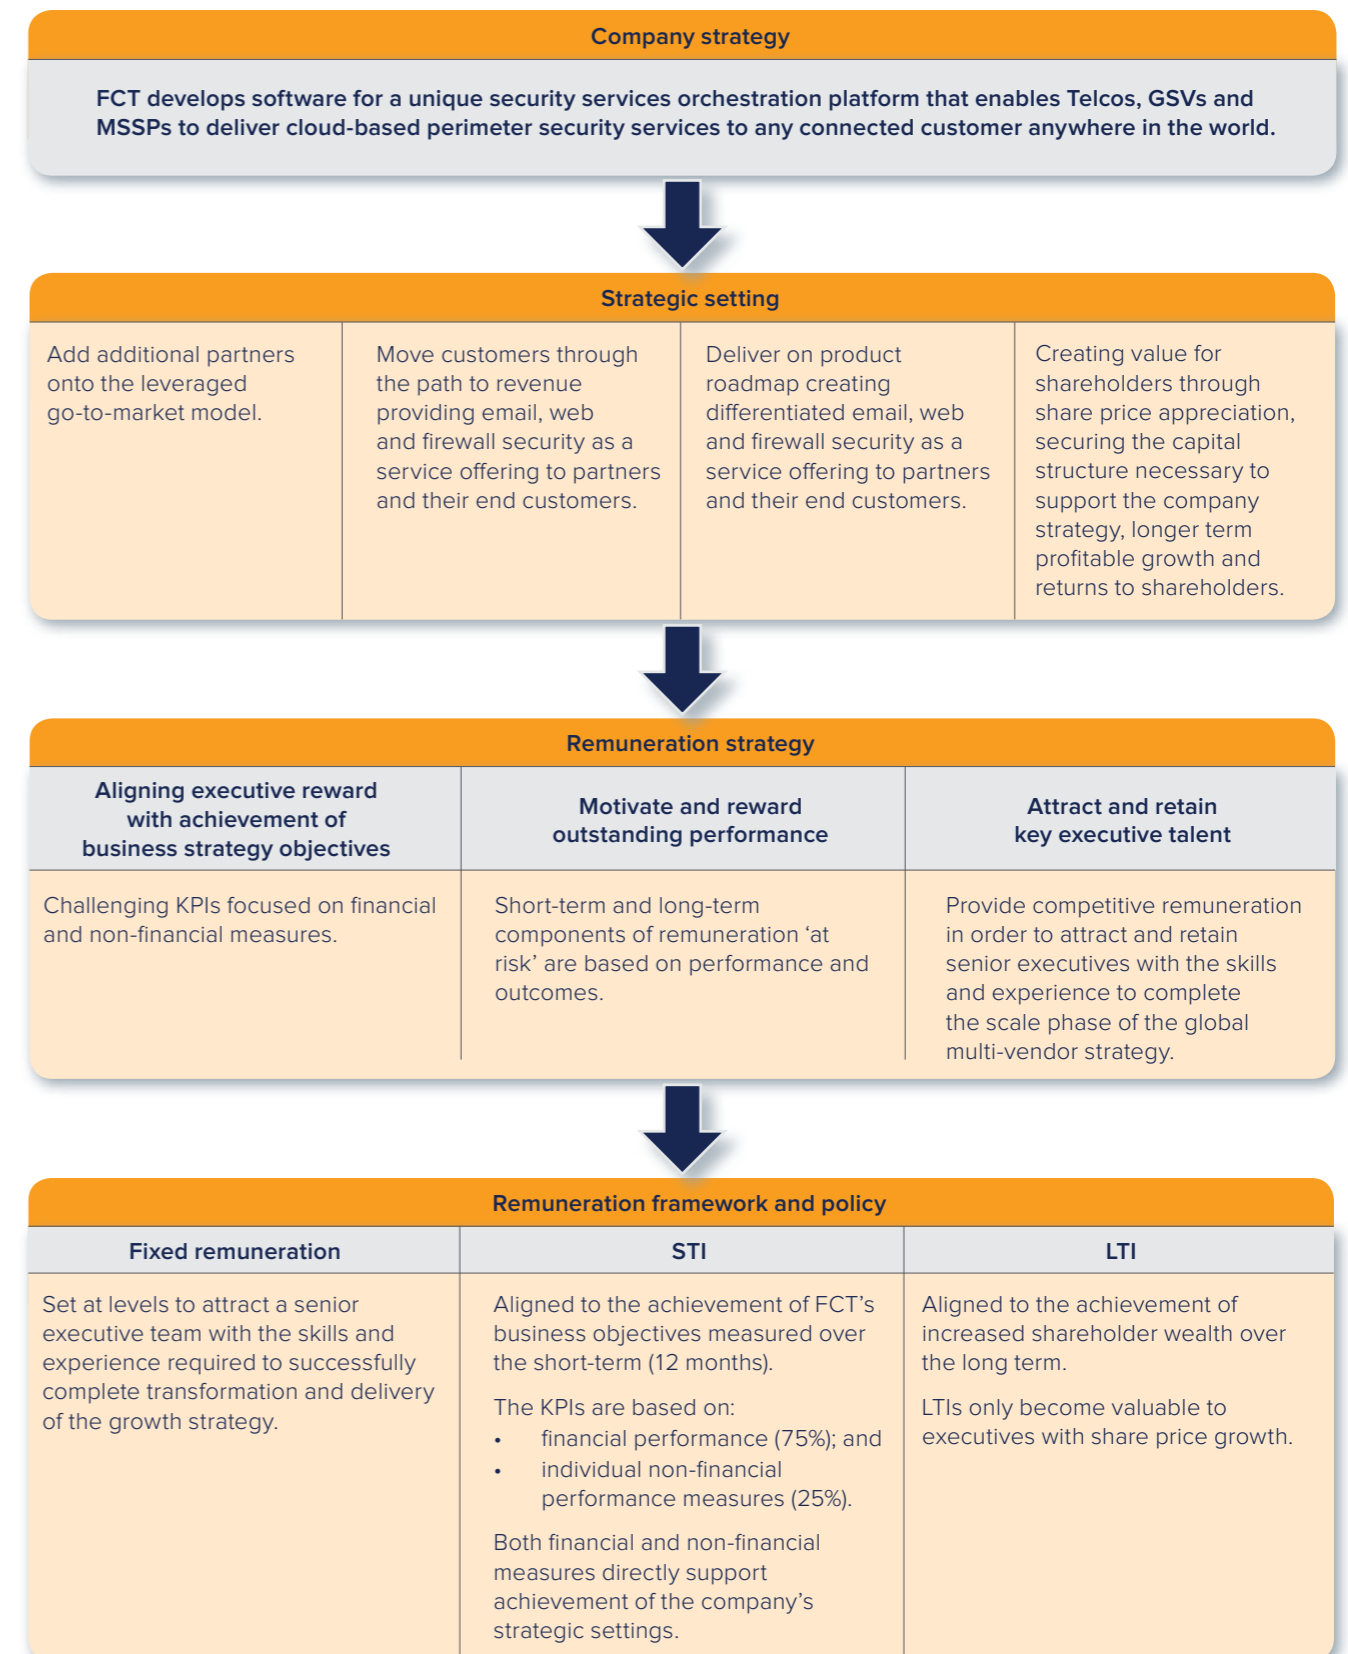 Company strategy
FCT develops software for a unique security services orchestration platform that enables Telcos, GSVs and
MSSPs to deliver cloud-based perimeter security services to any connected customer anywhere in the world.
Strategic setting
Add additional partners
onto the leveraged
go-to-market model.
Move customers through
the path to revenue
providing email, web
and firewall security as a
service offering to partners
and their end customers.
Deliver on product
roadmap creating
differentiated email, web
and firewall security as a
service offering to partners
and their end customers.
Creating value for
shareholders through
share price appreciation,
securing the capital
structure necessary to
support the company
strategy, longer term
profitable growth and
returns to shareholders.
Remuneration strategy
Aligning executive reward
with achievement of
business strategy objectives
Motivate and reward
outstanding performance
Attract and retain
key executive talent
Challenging KPIs focused on financial
and non-financial measures.
Short-term and long-term
components of remuneration ‘at
risk’ are based on performance and
outcomes.
Provide competitive remuneration
in order to attract and retain
senior executives with the skills
and experience to complete
the scale phase of the global
multi-vendor strategy.
Remuneration framework and policy
Fixed remuneration
STI
LTI
Set at levels to attract a senior
executive team with the skills and
experience required to successfully
complete transformation and delivery
of the growth strategy.
Aligned to the achievement of FCT’s
business objectives measured over
the short-term (12 months).
The KPIs are based on:
• financial performance (75%); and
• individual non-financial
performance measures (25%).
Both financial and non-financial
measures directly support
achievement of the company’s
strategic settings.
Aligned to the achievement of
increased shareholder wealth over
the long term.
LTIs only become valuable to
executives with share price growth.